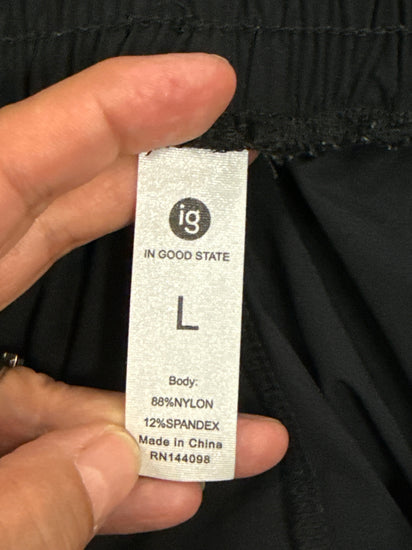 ig
IN GOOD STATE
L
Body:
88%NYLON
12%SPANDEX
Made in China
RN144098